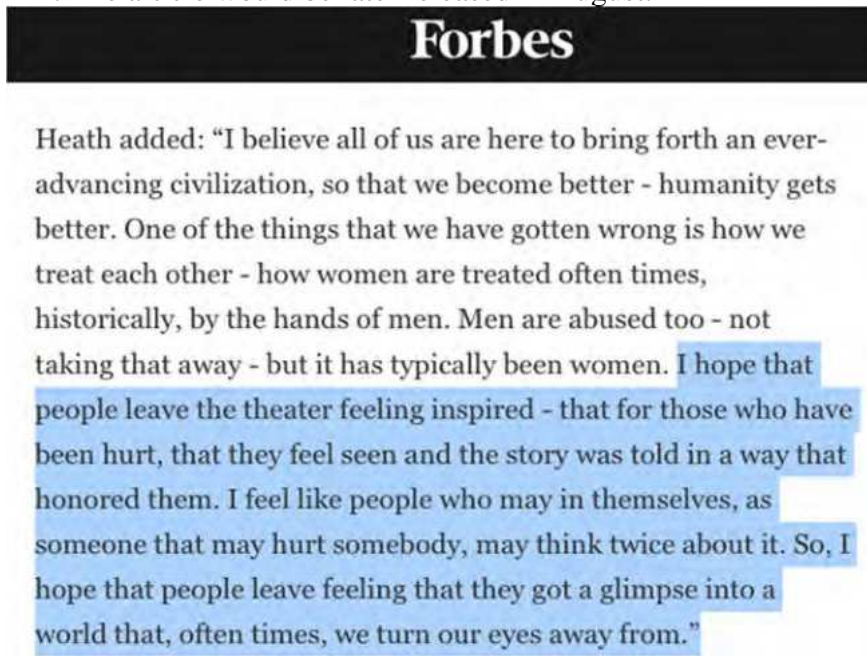 Forbes
Heath added: “I believe all of us are here to bring forth an ever-
advancing civilization, so that we become better - humanity gets
better. One of the things that we have gotten wrong is how we
treat each other - how women are treated often times,
historically, by the hands of men. Men are abused too - not
taking that away - but it has typically been women. I hope that
people leave the theater feeling inspired - that for those who have
been hurt, that they feel seen and the story was told in a way that
honored them. I feel like people who may in themselves, as
someone that may hurt somebody, may think twice about it. So, I
hope that people leave feeling that they got a glimpse into a
world that, often times, we turn our eyes away from.”